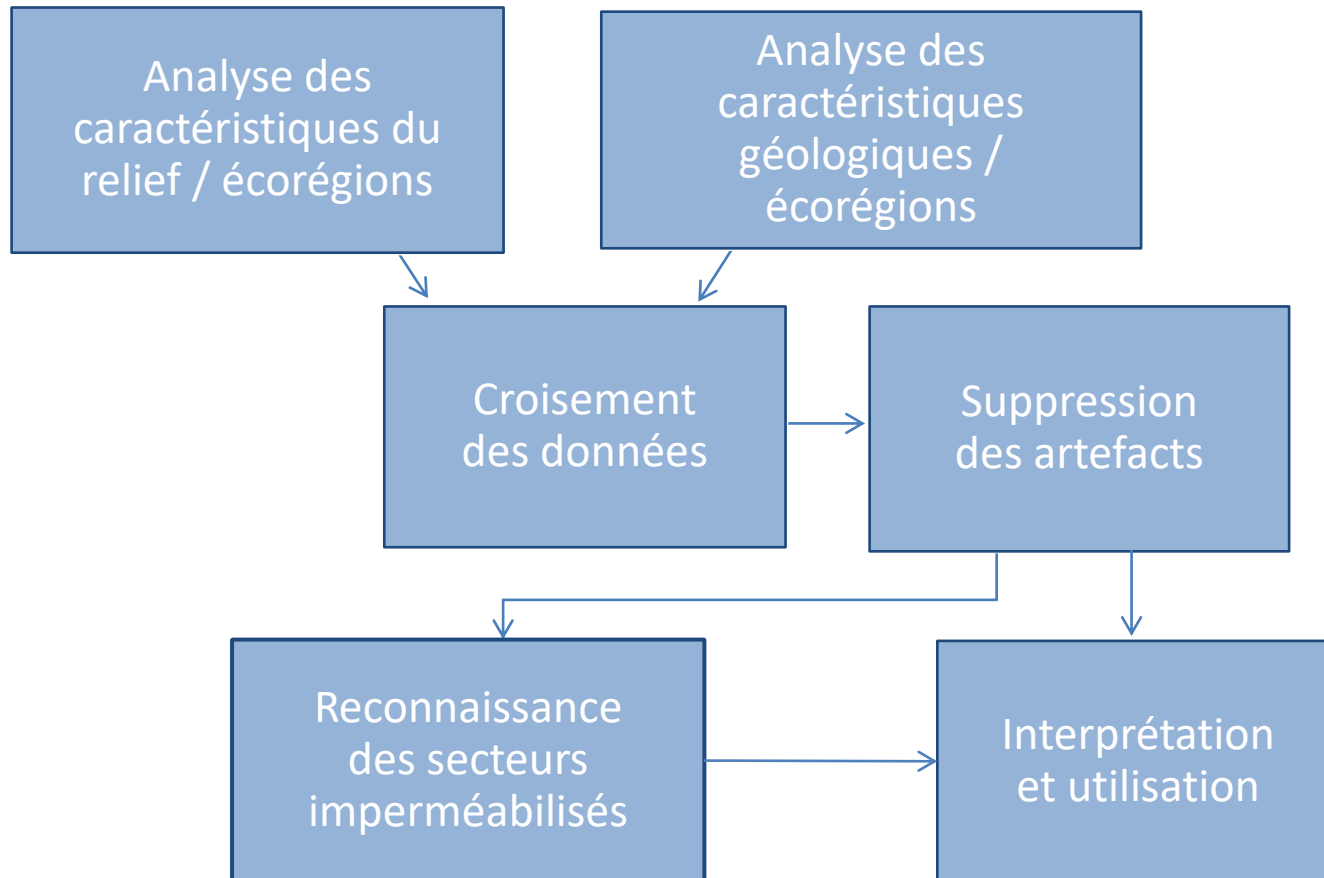 Analyse des
caractéristiques du
relief / écorégions
Analyse des
caractéristiques
géologiques /
écorégions
Croisement
des données
Suppression
des artefacts
Reconnaissance
des secteurs
imperméabilisés
Interprétation
et utilisation